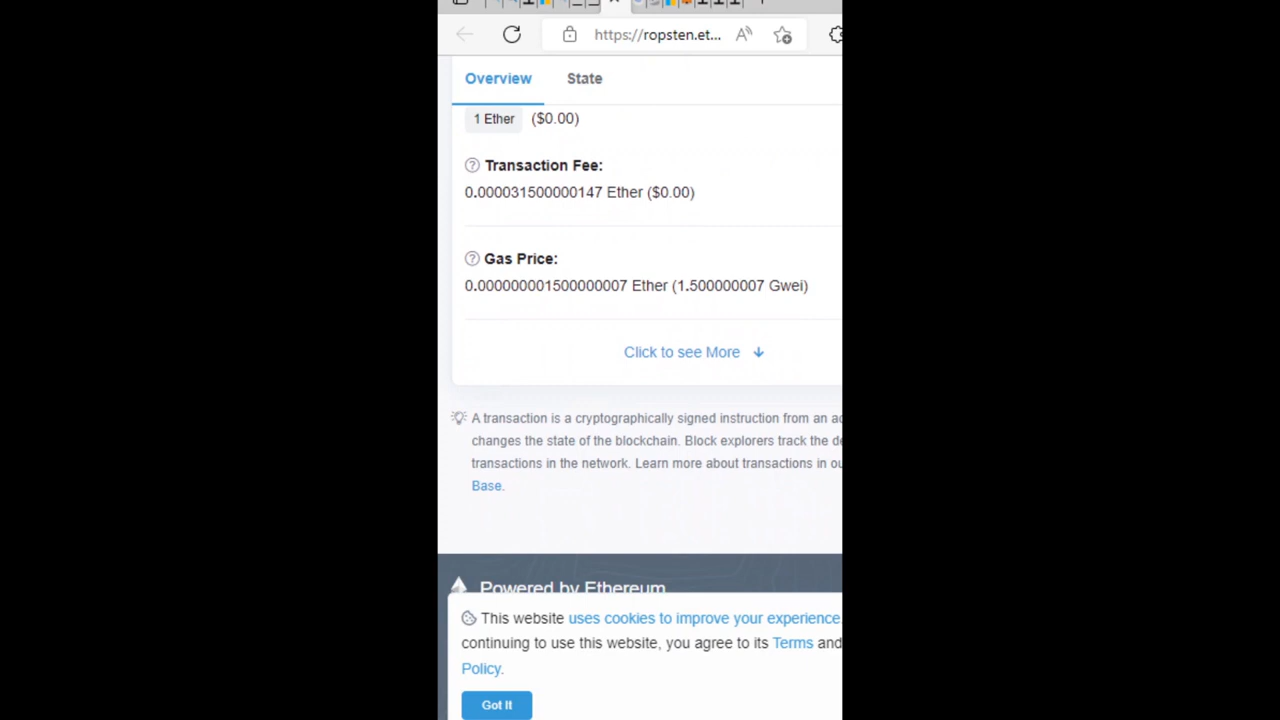 https://ropsten.et...
Overview State
1 Ether ($0.00)
Transaction Fee:
0.000031500000147 Ether ($0.00)
Gas Price:
0.000000001500000007 Ether (1.500000007 Gwei)
Click to see More
A transaction is a cryptographically signed instruction from an
changes the state of the blockchain. Block explorers track the
transactions in the network. Learn more about transactions in
Base.
Powered by Ethereum
This website uses cookies to improve your experience.
continuing to use this website, you agree to its Terms and
Policy.
Got It